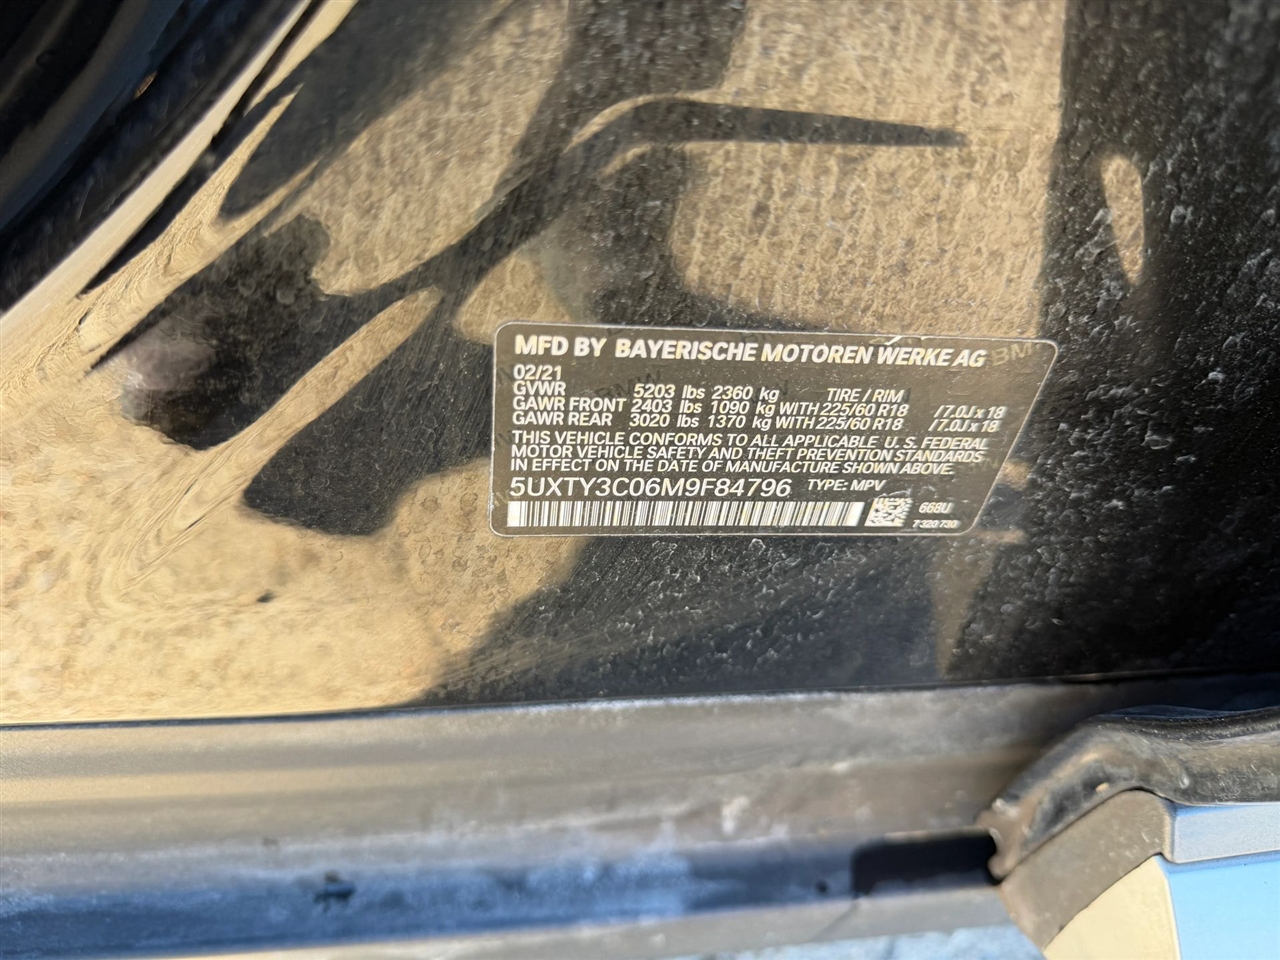 MFD BY BAYERISCHE MOTOREN WERKE AG
02/21
GVWR 5203 lbs 2360 kg TIRE / RIM
GAWR FRONT 2403 lbs 1090 kg WITH 225/60 R18 /7.0J x 18
GAWR REAR 3020 lbs 1370 kg WITH 225/60 R18 /7.0J x 18
THIS VEHICLE CONFORMS TO ALL APPLICABLE U.S. FEDERAL
MOTOR VEHICLE SAFETY AND THEFT PREVENTION STANDARDS
IN EFFECT ON THE DATE OF MANUFACTURE SHOWN ABOVE.
5UXTY3C06M9F84796 TYPE: MPV
668U
7 320 730